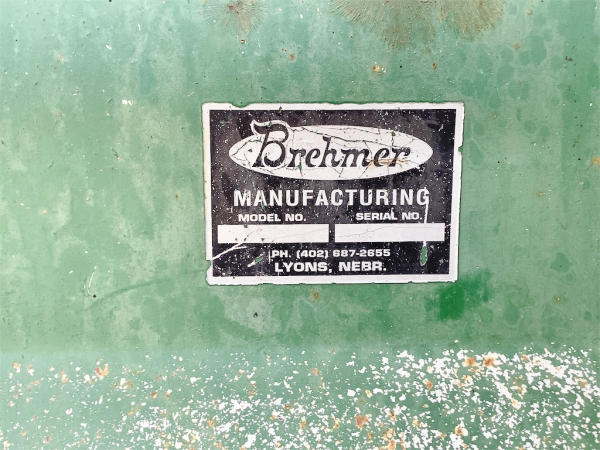 Brehmer
MANUFACTURING
MODEL NO. SERIAL NO.
PH. (402) 687-2655
LYONS, NEBR.